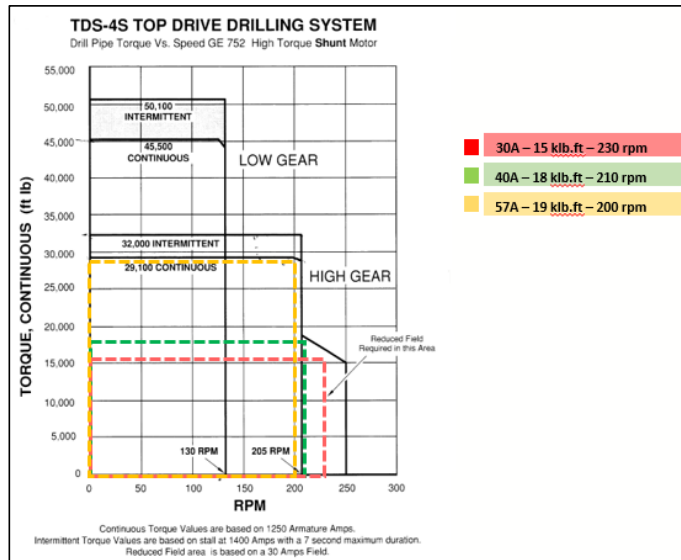 TDS-4S TOP DRIVE DRILLING SYSTEM
Drill Pipe Torque Vs. Speed GE 752 High Torque Shunt Motor
TORQUE, CONTINUOUS (ft lb)
55,000
50,000
45,000
40,000
35,000
30,000
25,000
20,000
15,000
10,000
5,000
0
50,100
INTERMITTENT
45,500
CONTINUOUS
LOW GEAR
32,000 INTERMITTENT
29,100 CONTINUOUS
HIGH GEAR
Reduced Field
Required in this Area
130 RPM
205 RPM
0 50 100 150 200 250 300
RPM
Continuous Torque Values are based on 1250 Armature Amps.
Intermittent Torque Values are based on stall at 1400 Amps with a 7 second maximum duration.
Reduced Field area is based on a 30 Amps Field.
30A – 15 klb.ft – 230 rpm
40A – 18 klb.ft – 210 rpm
57A – 19 klb.ft – 200 rpm